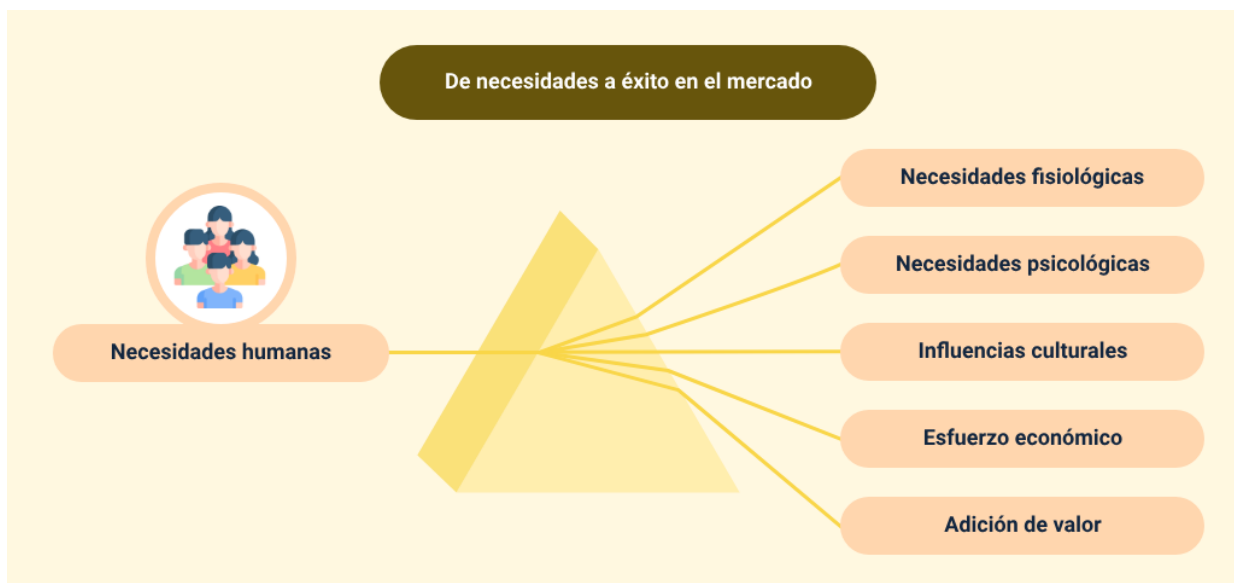 De necesidades a éxito en el mercado
Necesidades humanas
Necesidades fisiológicas
Necesidades psicológicas
Influencias culturales
Esfuerzo económico
Adición de valor